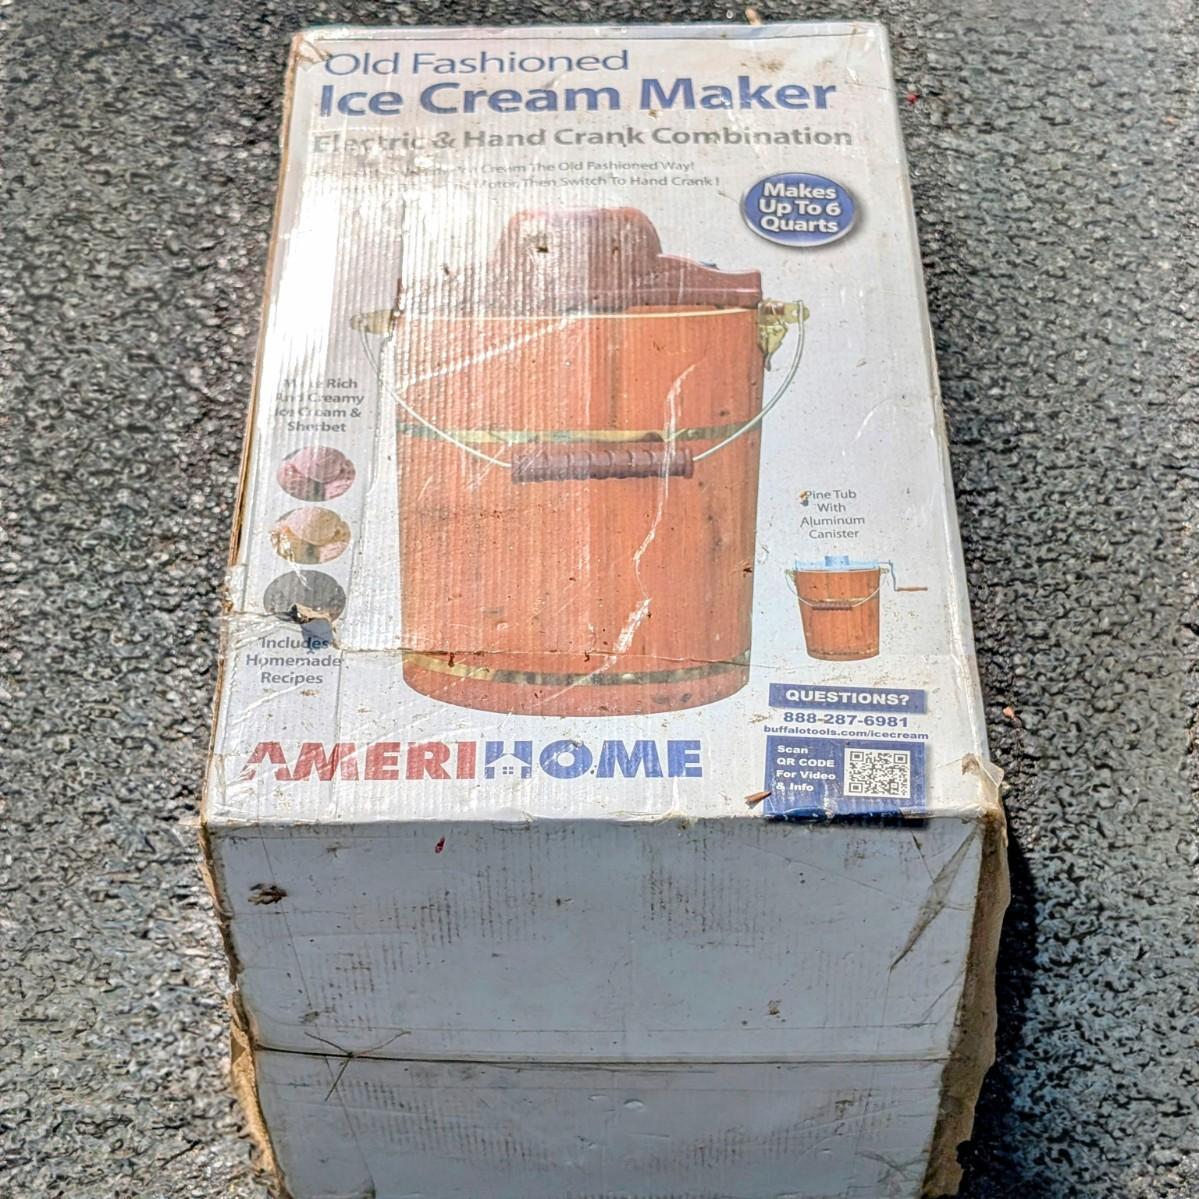 Old Fashioned
Ice Cream Maker
Electric & Hand Crank Combination
Cream The Old Fashioned Way!
Motor, Then Switch To Hand Crank!
Makes
Up To 6
Quarts
Make Rich
And Creamy
Ice Cream &
Sherbet
Includes
Homemade
Recipes
Pine Tub
With
Aluminum
Canister
AMERIHOME
QUESTIONS?
888-287-6981
buffalotools.com/icecream
Scan
QR CODE
For Video
& Info